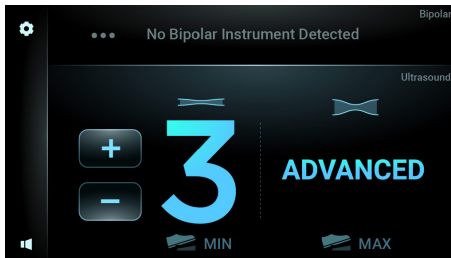 Bipolar
No Bipolar Instrument Detected
Ultrasound
+
3
ADVANCED
−
MIN
MAX